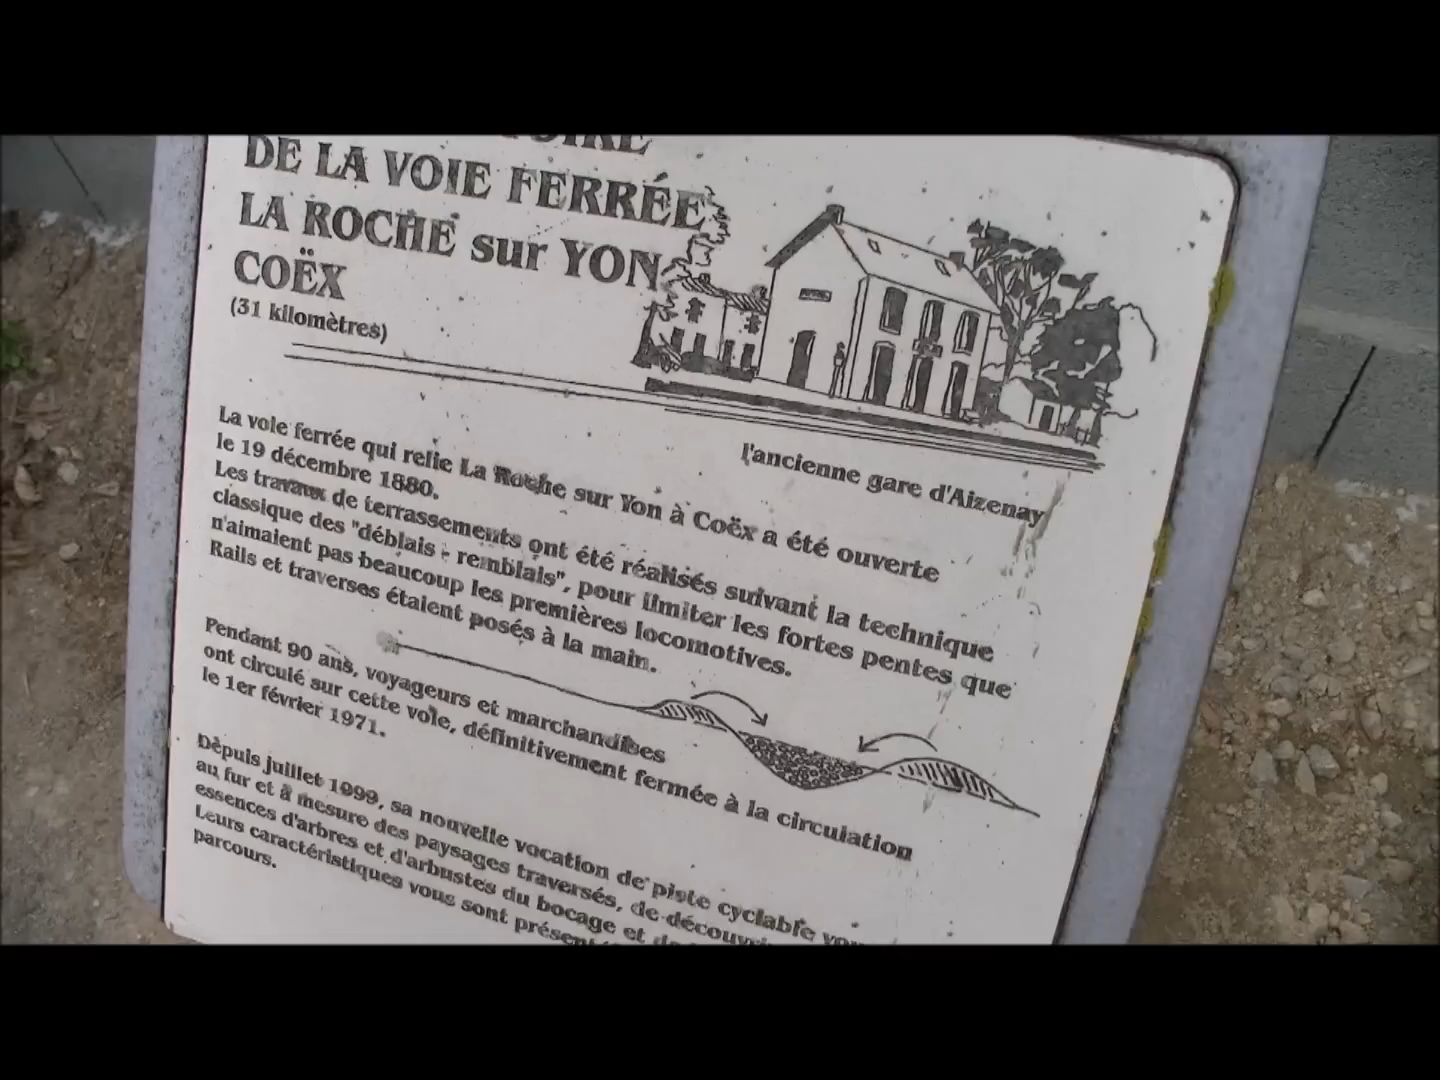 DE LA VOIE FERRÉE
LA ROCHE sur YON
COËX
(31 kilomètres)
l'ancienne gare d'Aizenay
La voie ferrée qui relie La Roche sur Yon à Coëx a été ouverte
le 19 décembre 1880.
Les travaux de terrassements ont été réalisés suivant la technique
classique des "déblais - remblais", pour limiter les fortes pentes que
n'aimaient pas beaucoup les premières locomotives.
Rails et traverses étaient posés à la main.
Pendant 90 ans, voyageurs et marchandises
ont circulé sur cette voie, définitivement fermée à la circulation
le 1er février 1971.
Depuis juillet 1999, sa nouvelle vocation de piste cyclable
au fur et à mesure des paysages traversés, de
essences d'arbres et d'arbustes du bocage et
Leurs caractéristiques vous sont
parcours.